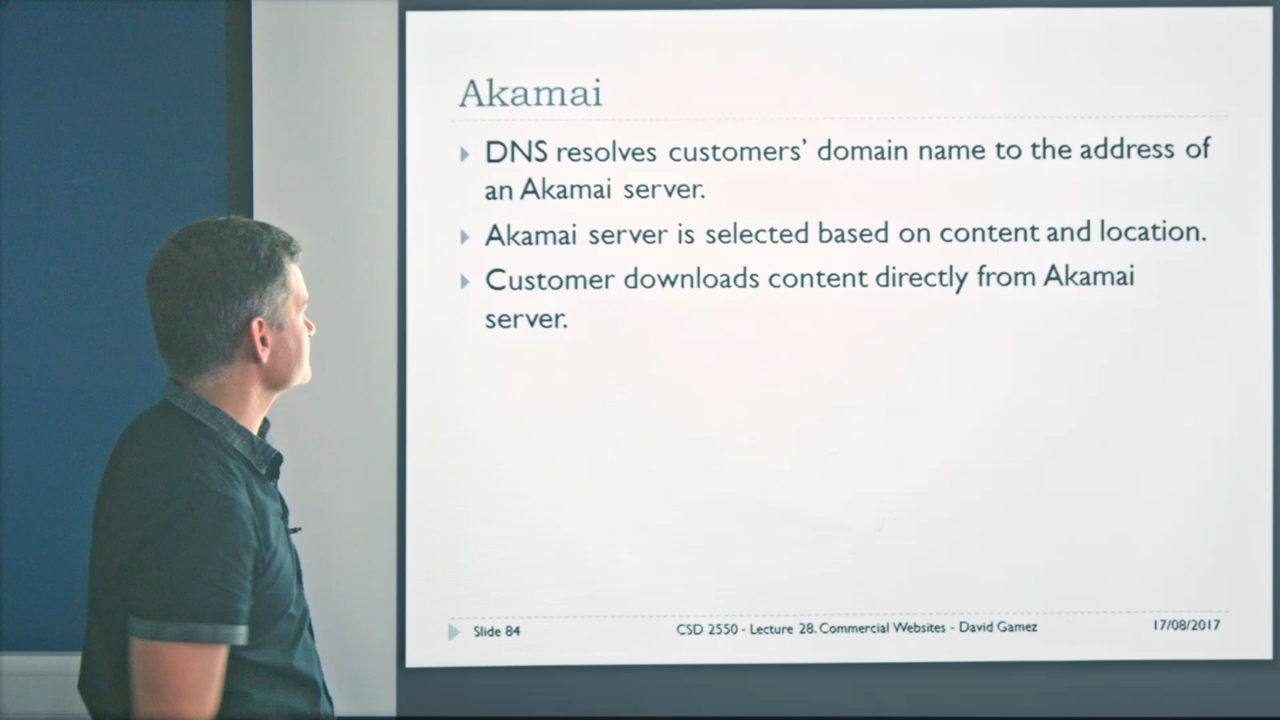 Akamai
DNS resolves customers' domain name to the address of
an Akamai server.
Akamai server is selected based on content and location.
Customer downloads content directly from Akamai
server.
Slide 84
CSD 2550 - Lecture 28. Commercial Websites - David Gamez
17/08/2017